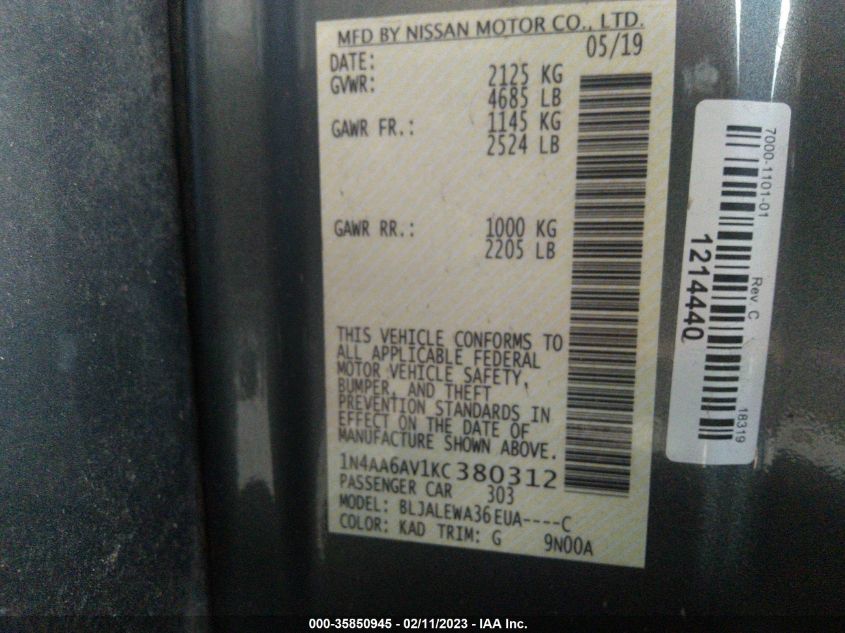 MFD BY NISSAN MOTOR CO., LTD.
DATE: 05/19
GVWR: 2125 KG
4685 LB
GAWR FR.: 1145 KG
2524 LB
GAWR RR.: 1000 KG
2205 LB
THIS VEHICLE CONFORMS TO
ALL APPLICABLE FEDERAL
MOTOR VEHICLE SAFETY,
BUMPER, AND THEFT
PREVENTION STANDARDS IN
EFFECT ON THE DATE OF
MANUFACTURE SHOWN ABOVE.
1N4AA6AV1KC380312
PASSENGER CAR 303
MODEL: BLJALEWA36EUA----C
COLOR: KAD TRIM: G 9N00A
7000-1101-01
Rev. C
1214440
18319
000-35850945 - 02/11/2023 - IAA Inc.